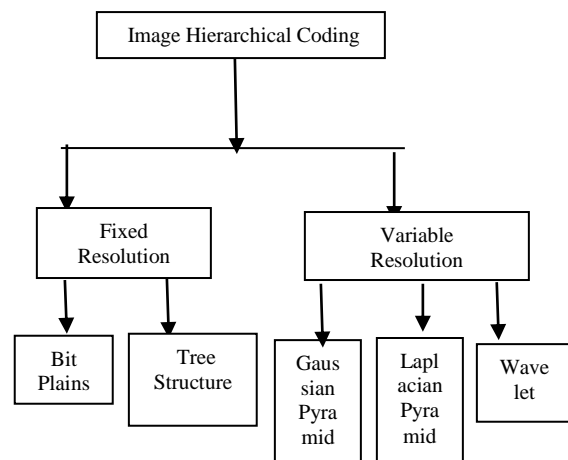 Image Hierarchical Coding
Fixed
Resolution
Variable
Resolution
Bit
Plains
Tree
Structure
Gaus
sian
Pyra
mid
Lapl
acian
Pyra
mid
Wave
let